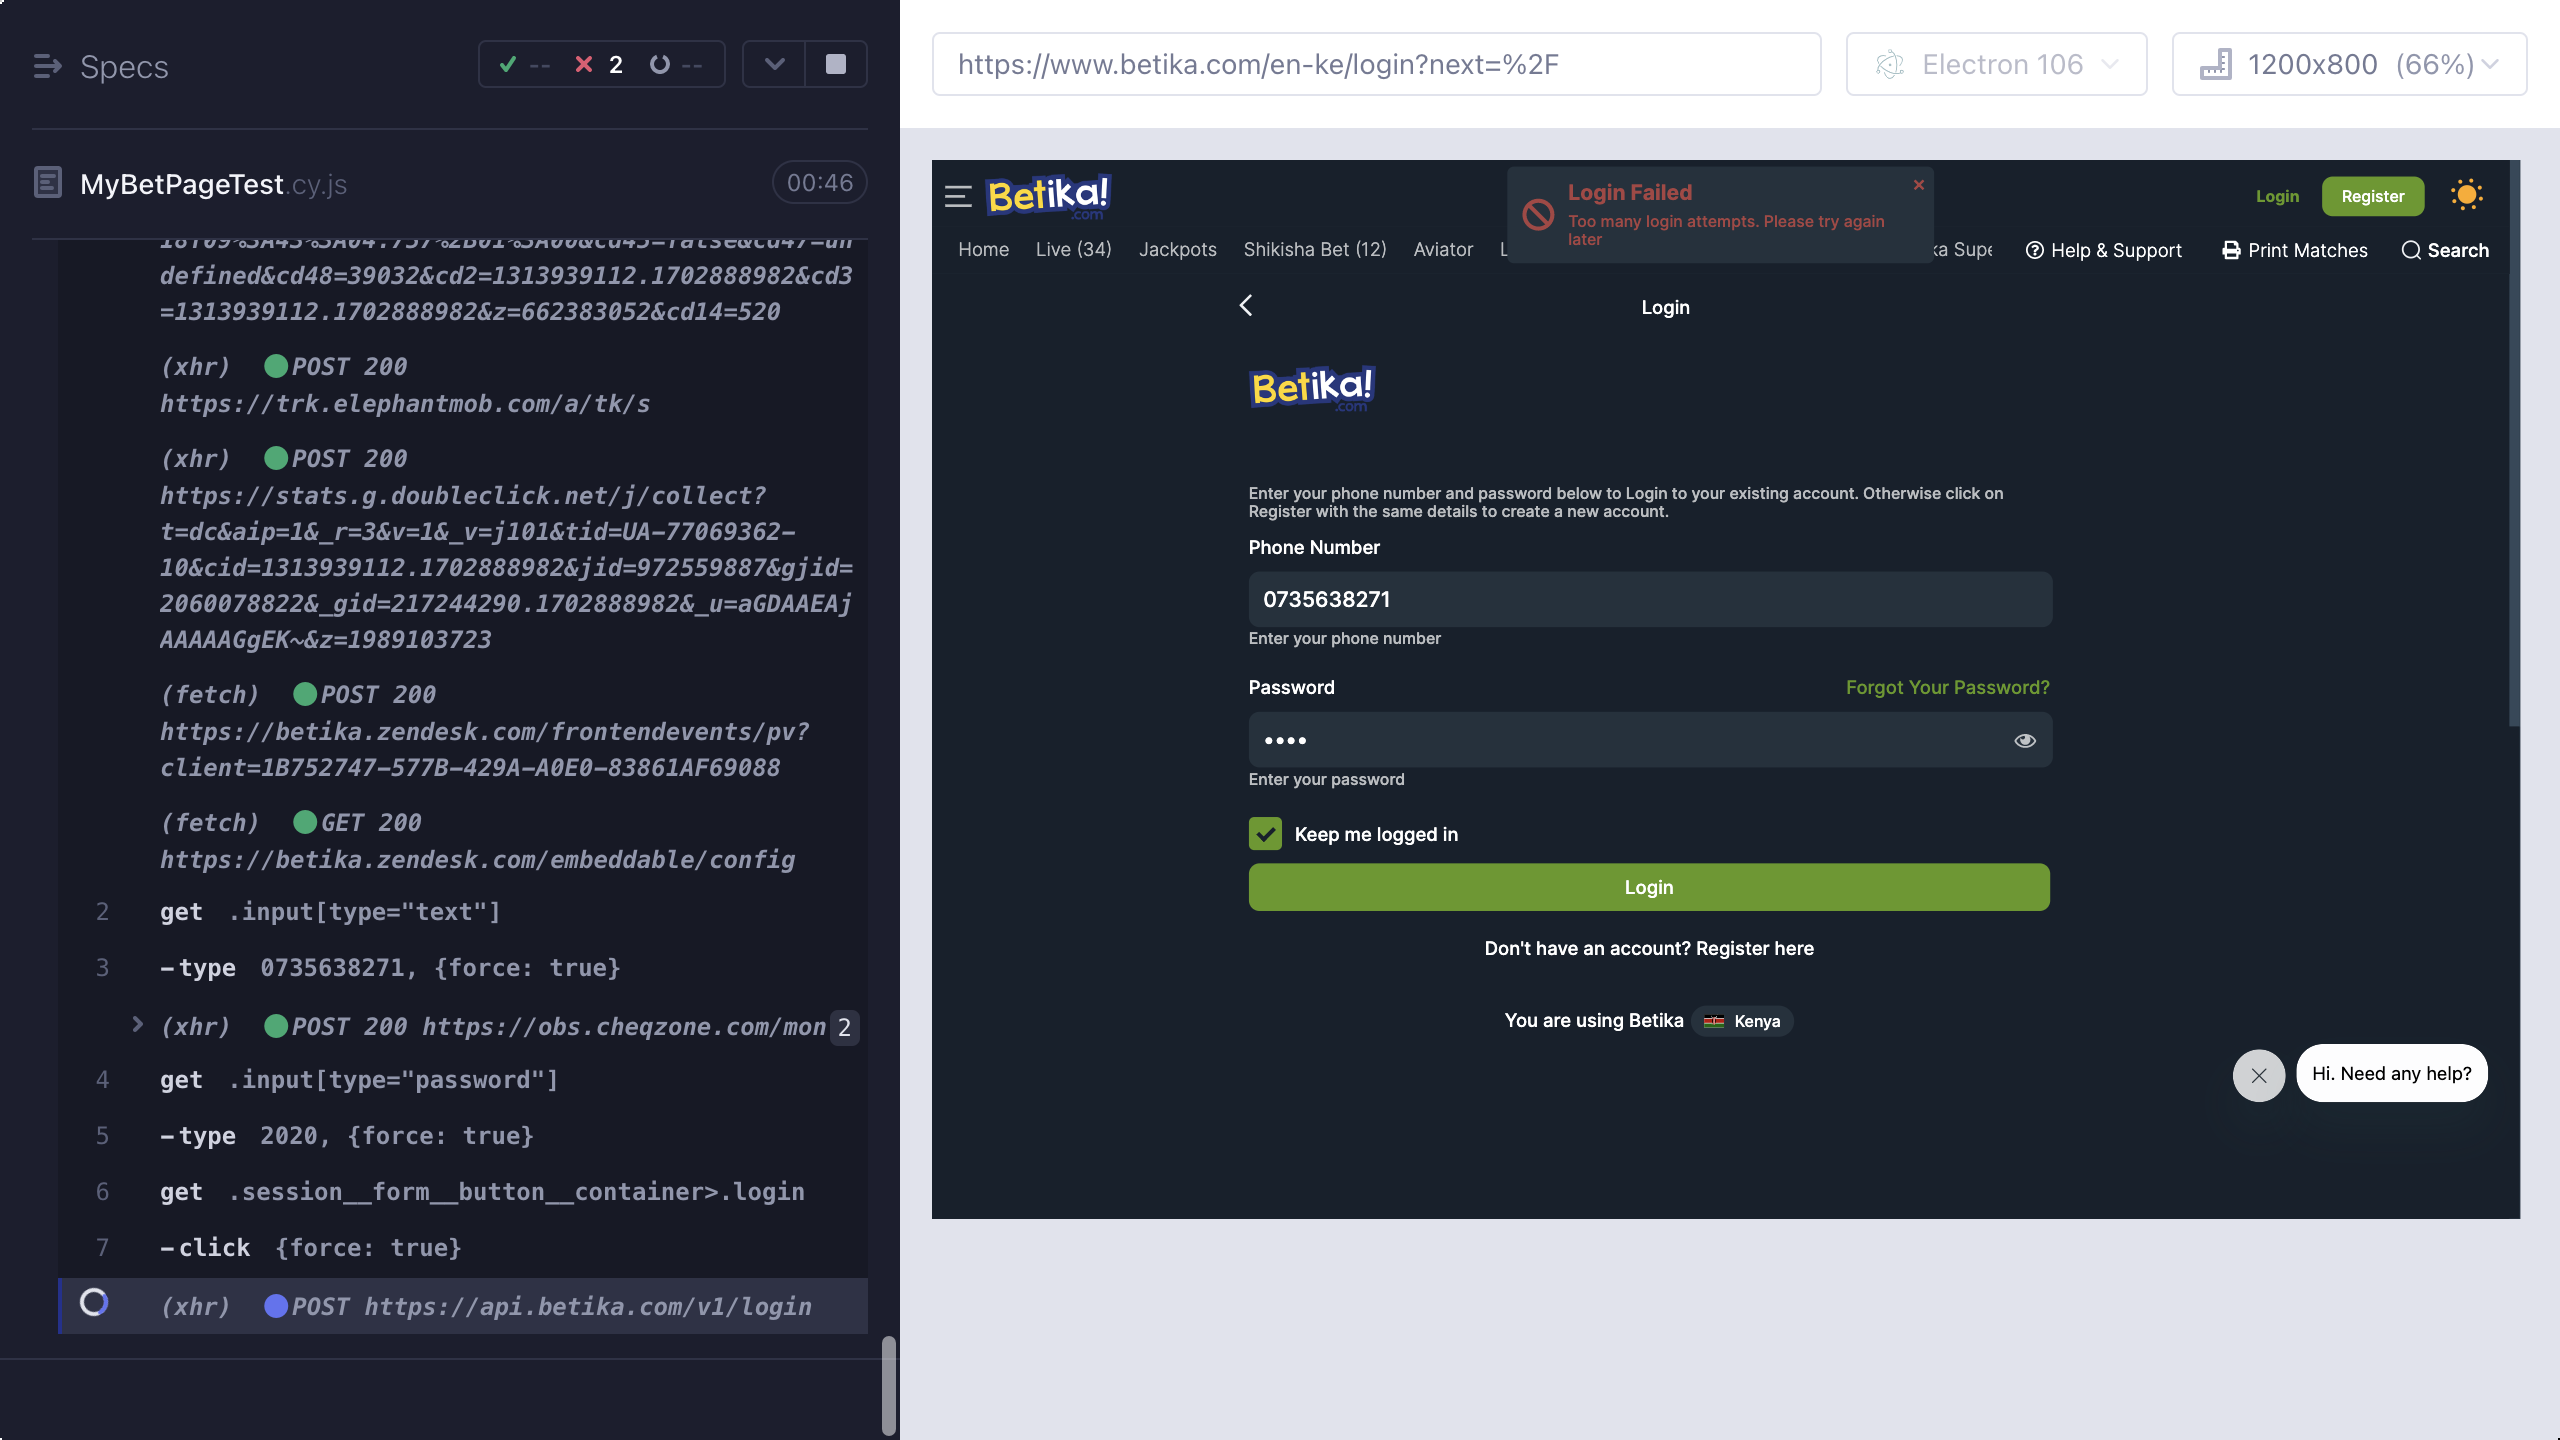 Specs
-- 2 --
MyBetPageTest.cy.js
00:46
defined&cd48=39032&cd2=1313939112.1702888982&cd3
=1313939112.1702888982&z=662383052&cd14=520
(xhr) POST 200
https://trk.elephantmob.com/a/tk/s
(xhr) POST 200
https://stats.g.doubleclick.net/j/collect?
t=dc&aip=1&_r=3&v=1&_v=j101&tid=UA-77069362-
10&cid=1313939112.1702888982&jid=972559887&gjid=
2060078822&_gid=217244290.1702888982&_u=aGDAAEAj
AAAAAGgEK~&z=1989103723
(fetch) POST 200
https://betika.zendesk.com/frontendevents/pv?
client=1B752747-577B-429A-A0E0-83861AF69088
(fetch) GET 200
https://betika.zendesk.com/embeddable/config
2 get .input[type="text"]
3 -type 0735638271, {force: true}
(xhr) POST 200 https://obs.cheqzone.com/mon 2
4 get .input[type="password"]
5 -type 2020, {force: true}
6 get .session__form__button__container>.login
7 -click {force: true}
(xhr) POST https://api.betika.com/v1/login
https://www.betika.com/en-ke/login?next=%2F
Electron 106
1200x800 (66%)
Betika!
.com
Login Failed
Too many login attempts. Please try again
later
Login
Register
Home Live (34) Jackpots Shikisha Bet (12) Aviator
Help & Support Print Matches Search
Login
Betika!
.com
Enter your phone number and password below to Login to your existing account. Otherwise click on
Register with the same details to create a new account.
Phone Number
0735638271
Enter your phone number
Password
Forgot Your Password?
••••
Enter your password
Keep me logged in
Login
Don't have an account? Register here
You are using Betika Kenya
Hi. Need any help?